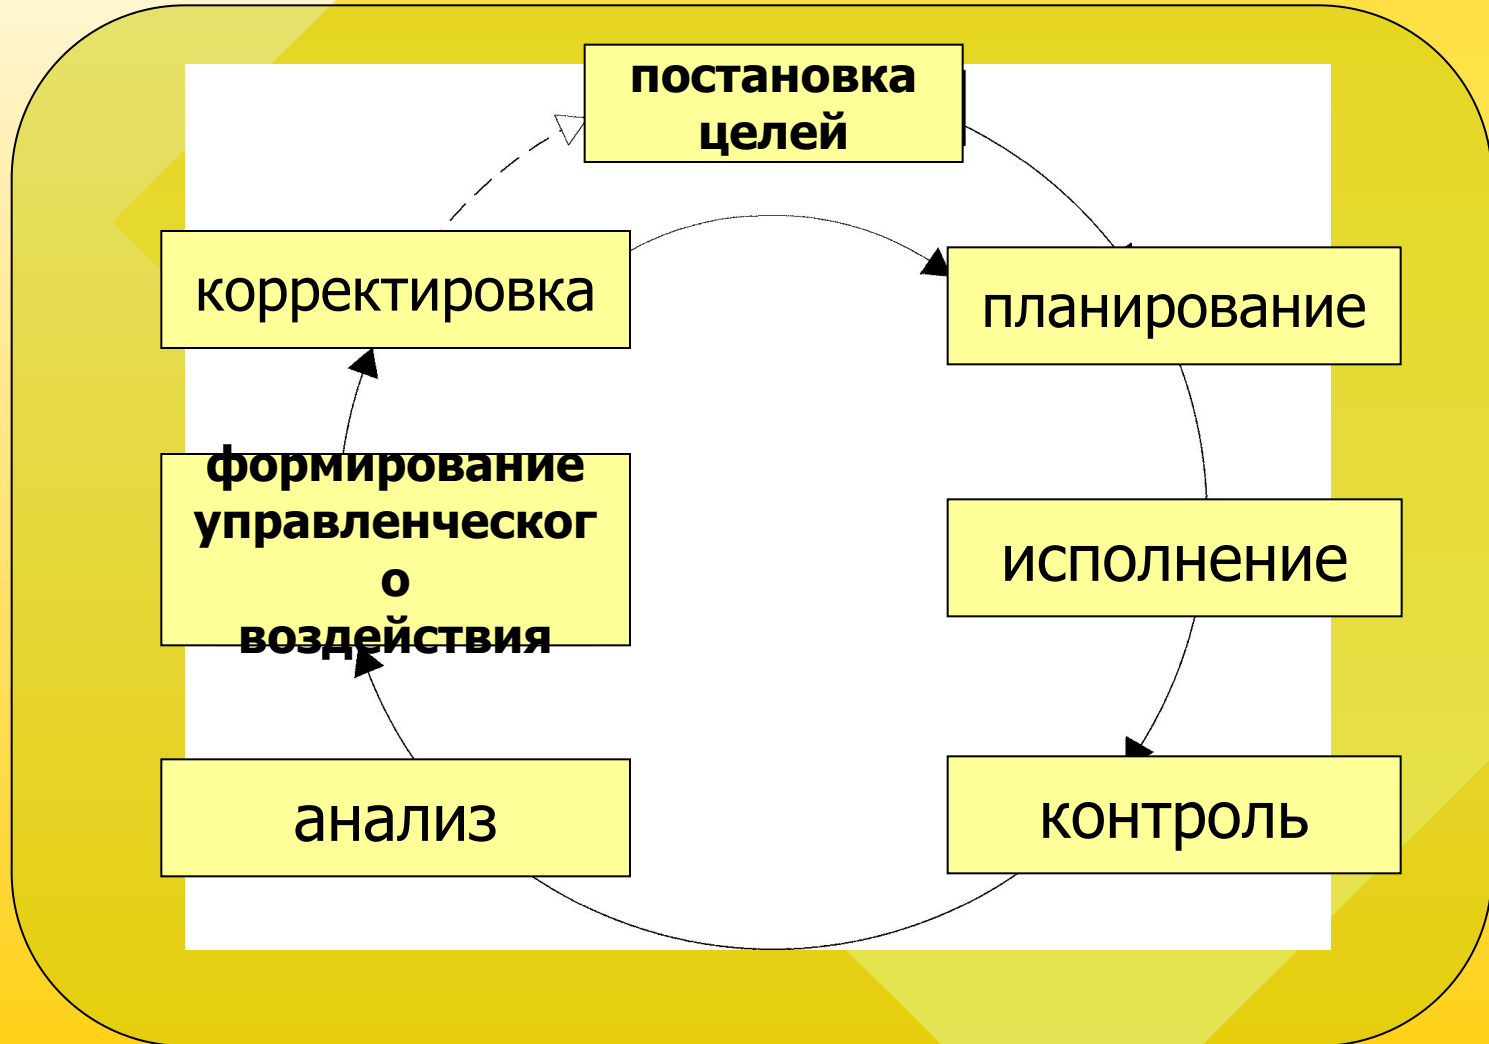 постановка
целей
планирование
исполнение
контроль
анализ
формирование
управленческог
о
воздействия
корректировка